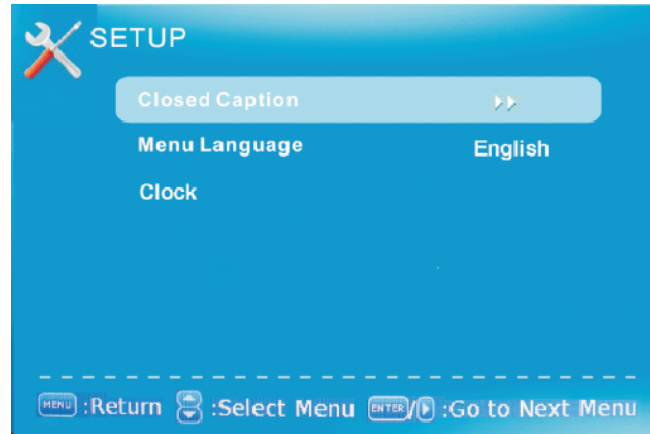 SETUP
Closed Caption
Menu Language English
Clock
MENU :Return :Select Menu ENTER/ :Go to Next Menu